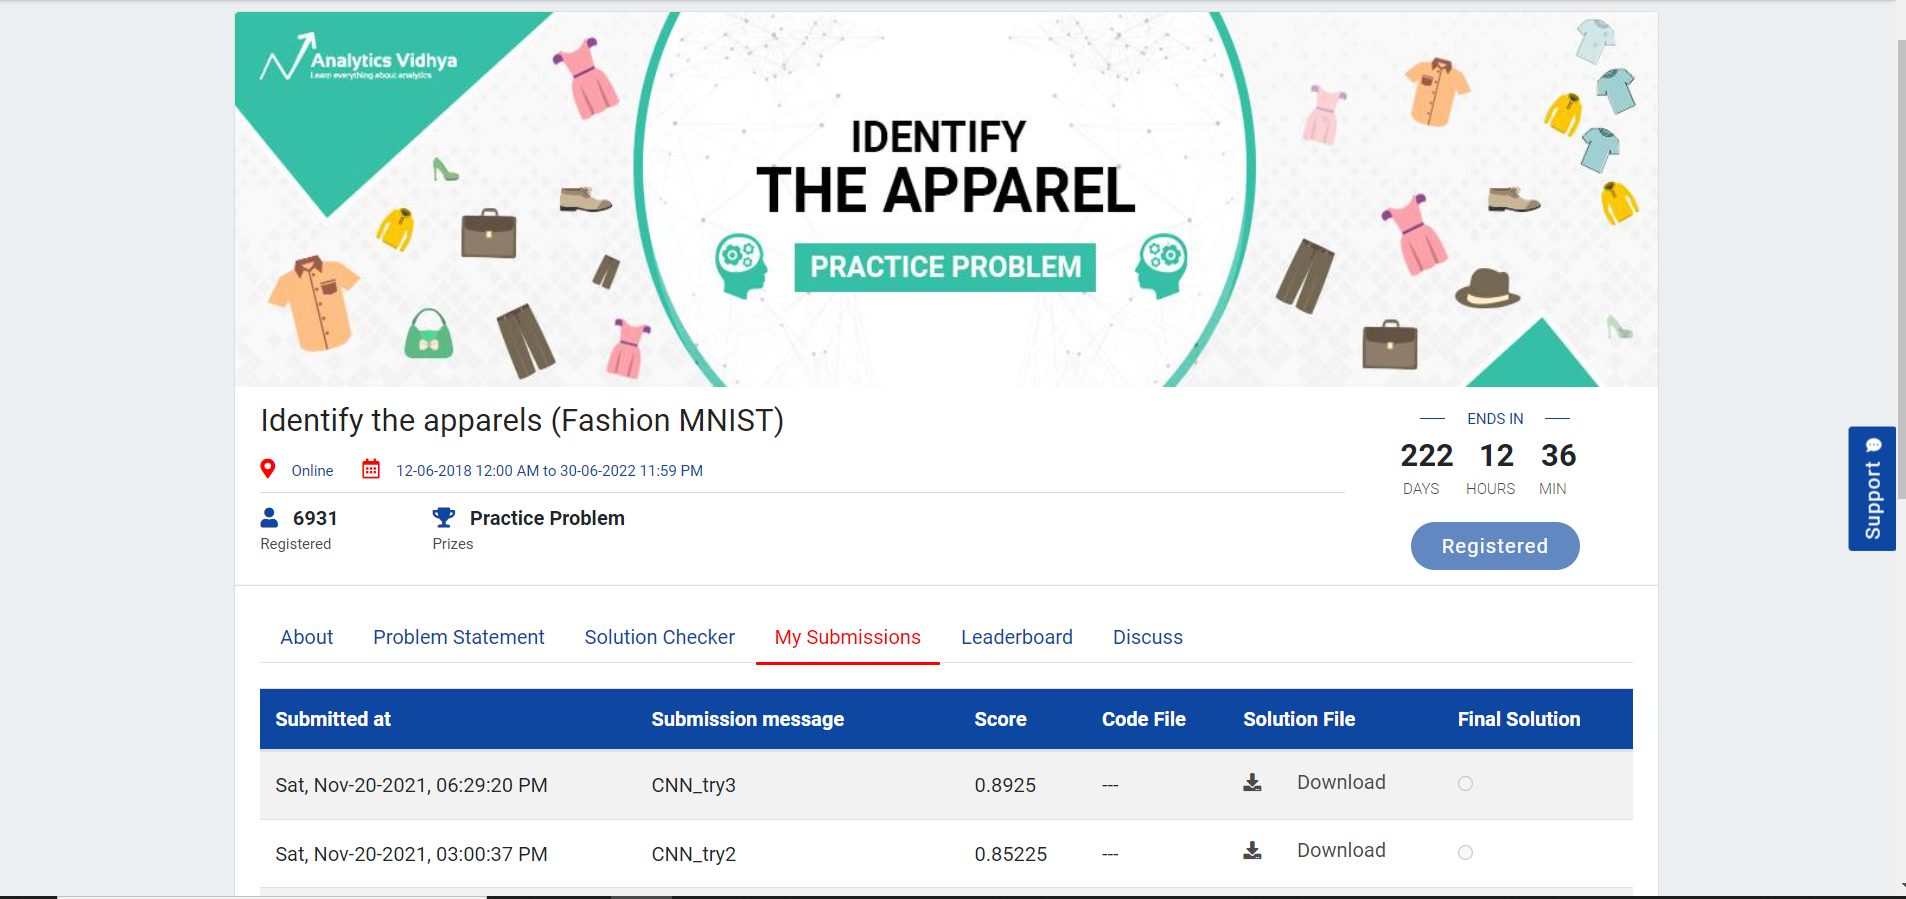 Analytics Vidhya
Learn everything about analytics
IDENTIFY
THE APPAREL
PRACTICE PROBLEM
Identify the apparels (Fashion MNIST)
Online 12-06-2018 12:00 AM to 30-06-2022 11:59 PM
6931 Practice Problem
Registered Prizes
ENDS IN
222 12 36
DAYS HOURS MIN
Registered
Support
About Problem Statement Solution Checker My Submissions Leaderboard Discuss
Submitted at Submission message Score Code File Solution File Final Solution
Sat, Nov-20-2021, 06:29:20 PM CNN_try3 0.8925 --- Download
Sat, Nov-20-2021, 03:00:37 PM CNN_try2 0.85225 --- Download